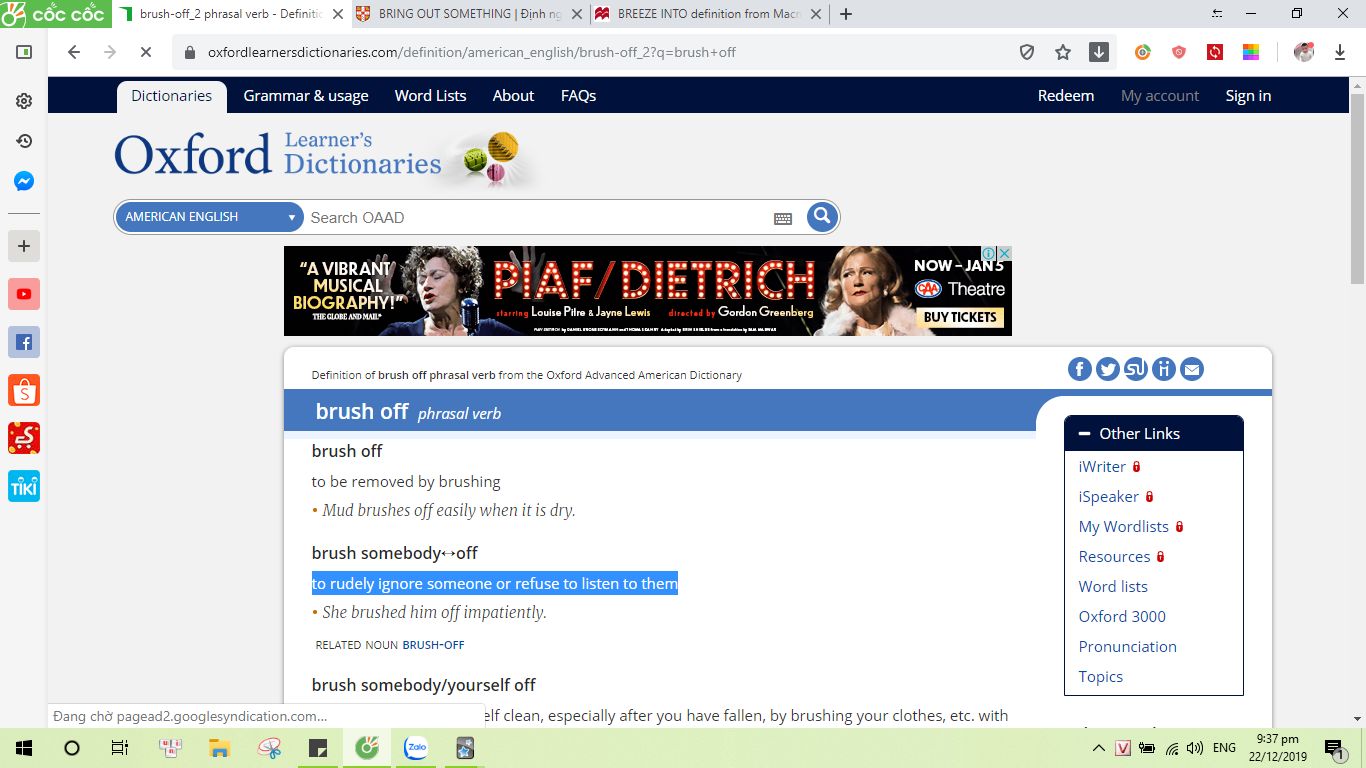 cốc cốc
brush-off_2 phrasal verb - Definiti
BRING OUT SOMETHING | Định ng
BREEZE INTO definition from Macm
oxfordlearnersdictionaries.com/definition/american_english/brush-off_2?q=brush+off
Dictionaries
Grammar & usage
Word Lists
About
FAQs
Redeem
My account
Sign in
Oxford Learner's Dictionaries
AMERICAN ENGLISH
Search OAAD
"A VIBRANT
MUSICAL
BIOGRAPHY!"
THE GLOBE AND MAIL*
PIAF/DIETRICH
starring Louise Pitre & Jayne Lewis directed by Gordon Greenberg
NOW – JAN 5
CAA Theatre
BUY TICKETS
Definition of brush off phrasal verb from the Oxford Advanced American Dictionary
brush off phrasal verb
brush off
to be removed by brushing
• Mud brushes off easily when it is dry.
brush somebody↔off
to rudely ignore someone or refuse to listen to them
• She brushed him off impatiently.
RELATED NOUN BRUSH-OFF
brush somebody/yourself off
elf clean, especially after you have fallen, by brushing your clothes, etc. with
Other Links
iWriter
iSpeaker
My Wordlists
Resources
Word lists
Oxford 3000
Pronunciation
Topics
TIKI
Đang chờ pagead2.googlesyndication.com...
Zalo
ENG
9:37 pm
22/12/2019
1